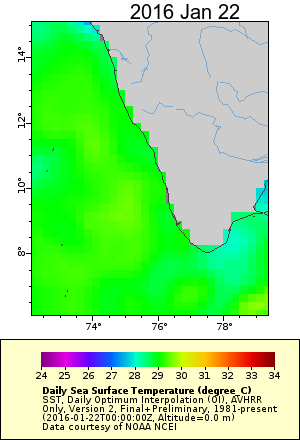 2016 Jan 22
14°
12°
10°
8°
74° 76° 78°
24 25 26 27 28 29 30 31 32 33 34
Daily Sea Surface Temperature (degree_C)
SST, Daily Optimum Interpolation (OI), AVHRR
Only, Version 2, Final+Preliminary, 1981-present
(2016-01-22T00:00:00Z, Altitude=0.0 m)
Data courtesy of NOAA NCEI